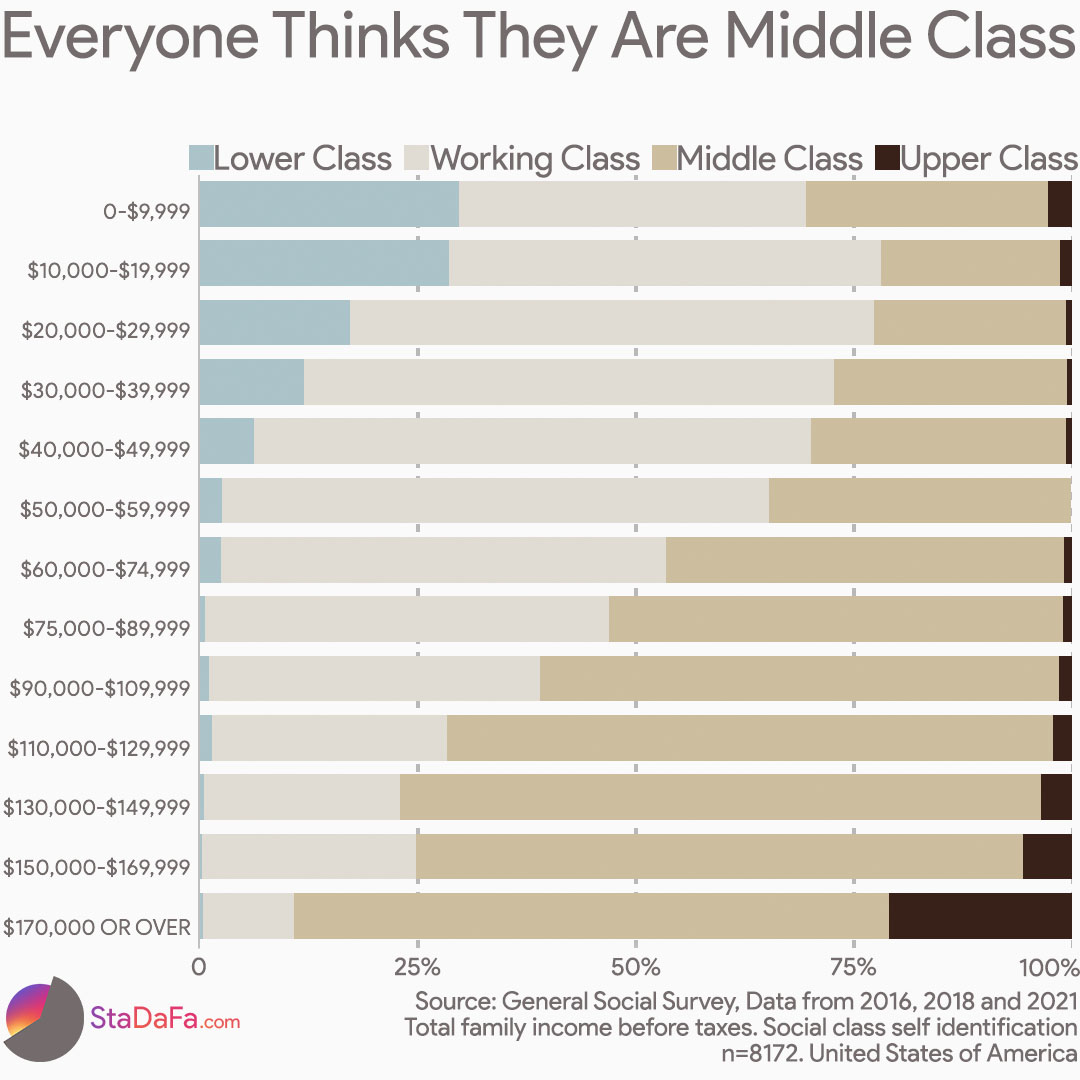 Everyone Thinks They Are Middle Class
Lower Class Working Class Middle Class Upper Class
0-$9,999
$10,000-$19,999
$20,000-$29,999
$30,000-$39,999
$40,000-$49,999
$50,000-$59,999
$60,000-$74,999
$75,000-$89,999
$90,000-$109,999
$110,000-$129,999
$130,000-$149,999
$150,000-$169,999
$170,000 OR OVER
0 25% 50% 75% 100%
StaDaFa.com
Source: General Social Survey, Data from 2016, 2018 and 2021
Total family income before taxes. Social class self identification
n=8172. United States of America